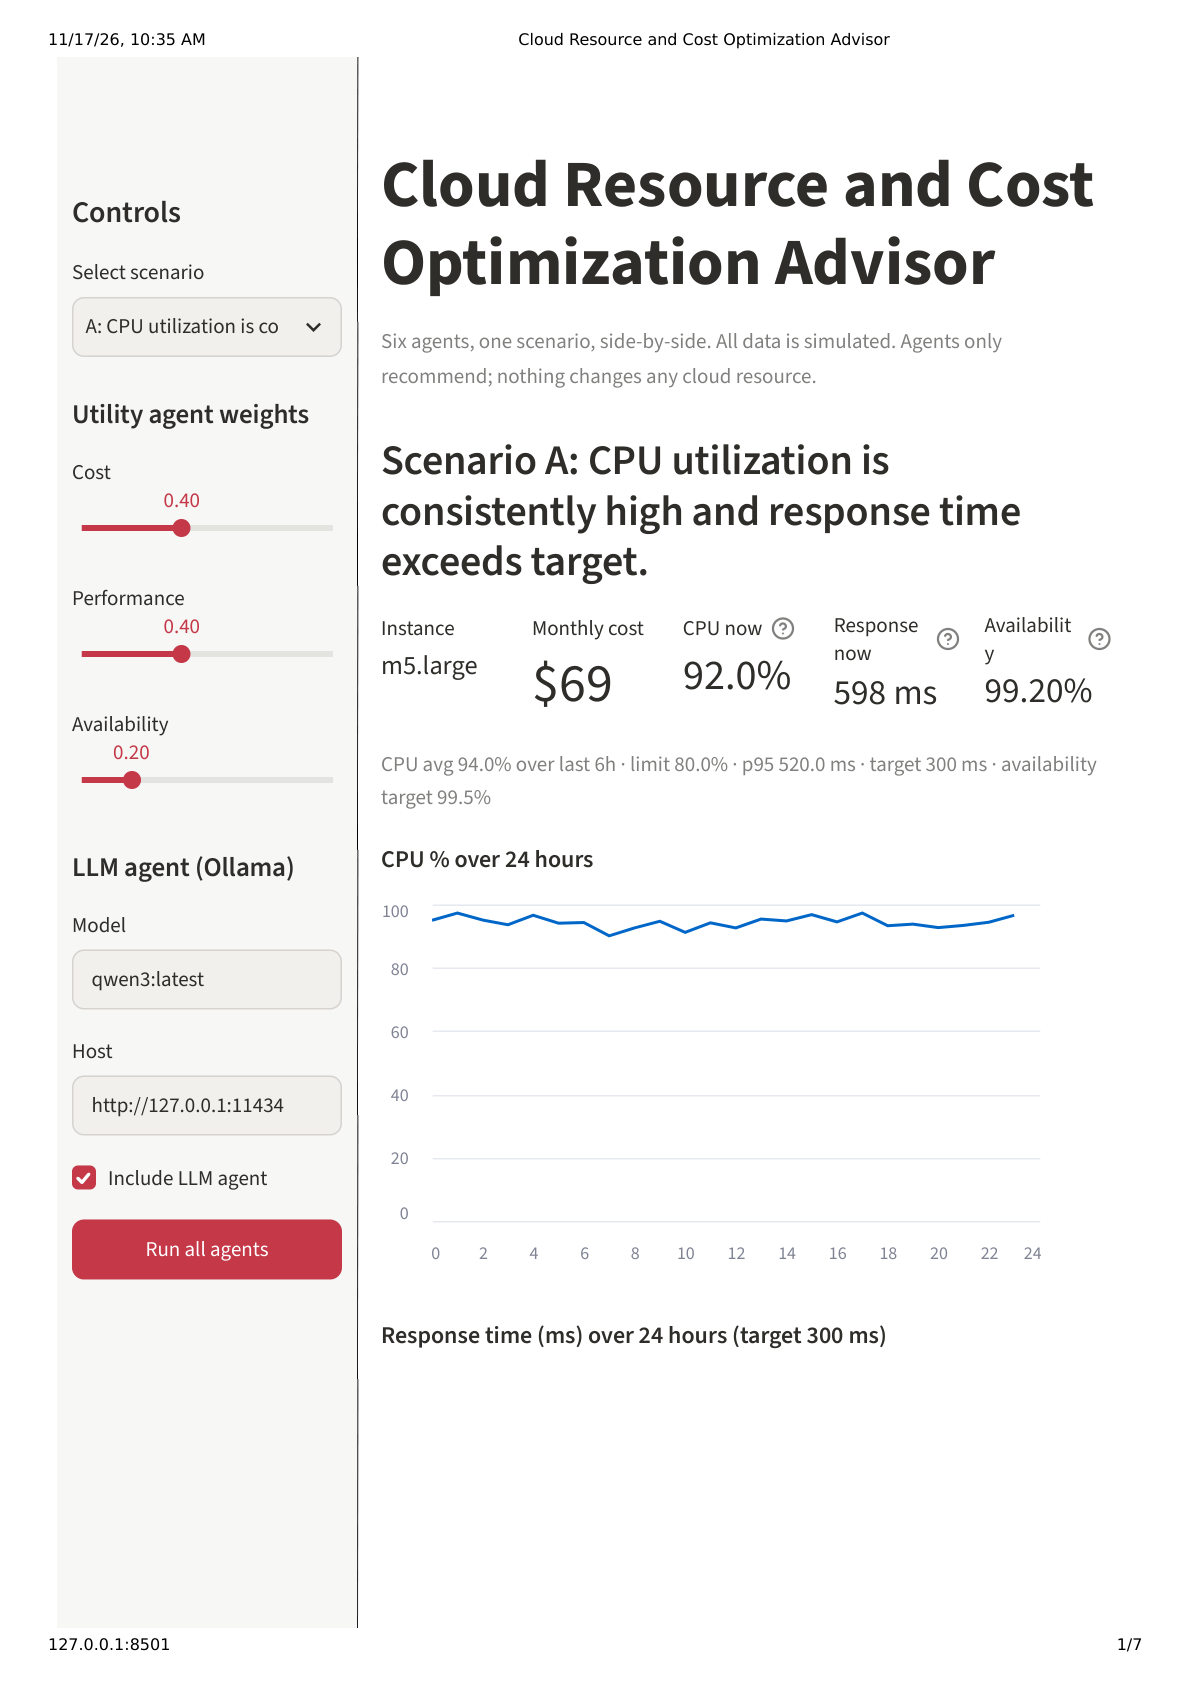 11/17/26, 10:35 AM
Cloud Resource and Cost Optimization Advisor
Controls
Select scenario
A: CPU utilization is co
Utility agent weights
Cost
0.40
Performance
0.40
Availability
0.20
LLM agent (Ollama)
Model
qwen3:latest
Host
http://127.0.0.1:11434
Include LLM agent
Run all agents
Cloud Resource and Cost
Optimization Advisor
Six agents, one scenario, side-by-side. All data is simulated. Agents only
recommend; nothing changes any cloud resource.
Scenario A: CPU utilization is
consistently high and response time
exceeds target.
Instance
m5.large
Monthly cost
$69
CPU now
92.0%
Response
now
598 ms
Availabilit
y
99.20%
CPU avg 94.0% over last 6h · limit 80.0% · p95 520.0 ms · target 300 ms · availability
target 99.5%
CPU % over 24 hours
100
80
60
40
20
0
0 2 4 6 8 10 12 14 16 18 20 22 24
Response time (ms) over 24 hours (target 300 ms)
127.0.0.1:8501
1/7